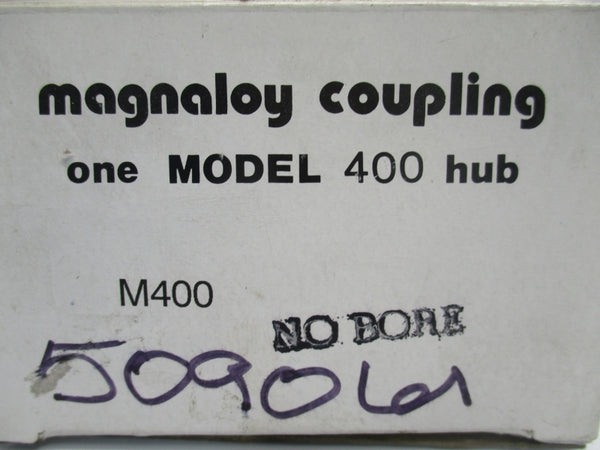 magnaloy coupling
one MODEL 400 hub
M400
NO BORE
509061